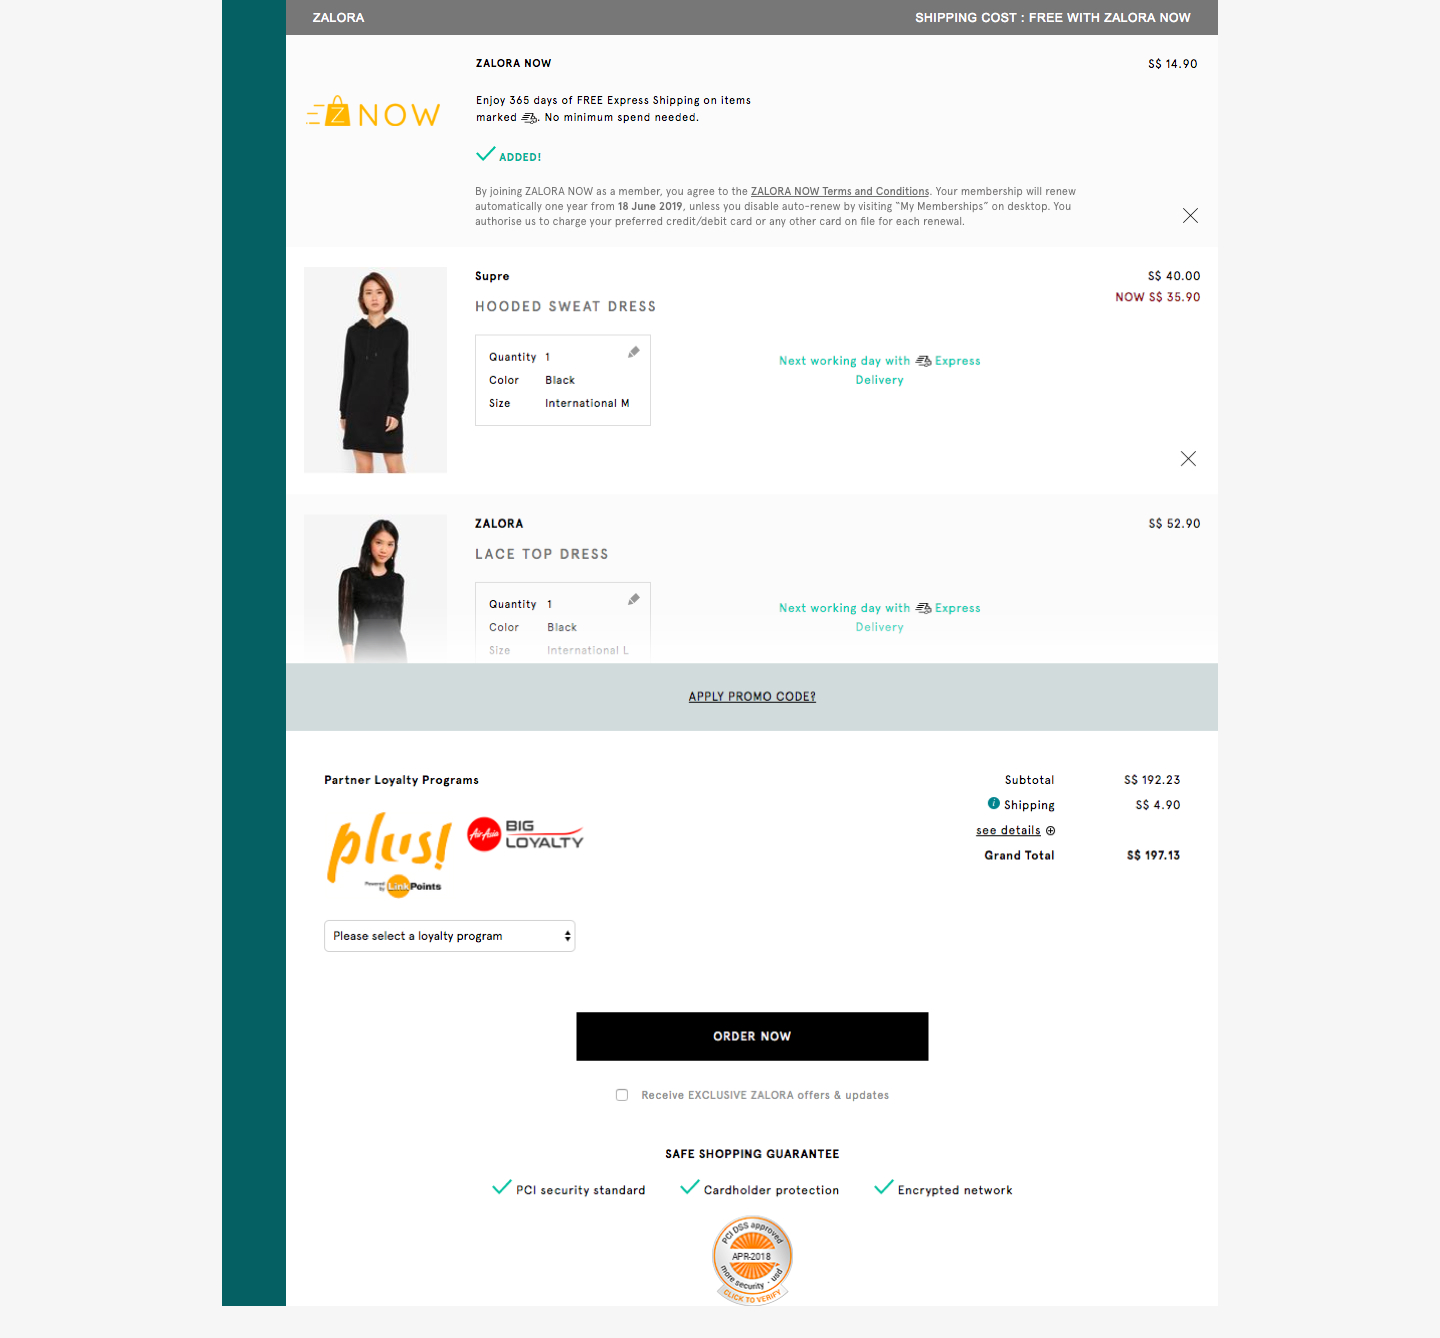 ZALORA
SHIPPING COST : FREE WITH ZALORA NOW
NOW
ZALORA NOW
S$ 14.90
Enjoy 365 days of FREE Express Shipping on items
marked . No minimum spend needed.
ADDED!
By joining ZALORA NOW as a member, you agree to the ZALORA NOW Terms and Conditions. Your membership will renew
automatically one year from 18 June 2019, unless you disable auto-renew by visiting "My Memberships" on desktop. You
authorise us to charge your preferred credit/debit card or any other card on file for each renewal.
Supre
S$ 40.00
HOODED SWEAT DRESS
NOW S$ 35.90
Quantity 1
Color Black
Size International M
Next working day with Express
Delivery
ZALORA
S$ 52.90
LACE TOP DRESS
Quantity 1
Color Black
Size International L
Next working day with Express
Delivery
APPLY PROMO CODE?
Partner Loyalty Programs
plus!
Powered by LinkPoints
AirAsia BIG LOYALTY
Please select a loyalty program
Subtotal S$ 192.23
i Shipping S$ 4.90
see details
Grand Total S$ 197.13
ORDER NOW
Receive EXCLUSIVE ZALORA offers & updates
SAFE SHOPPING GUARANTEE
PCI security standard
Cardholder protection
Encrypted network
PCI DSS approved
APR-2018
more security - usd
CLICK TO VERIFY